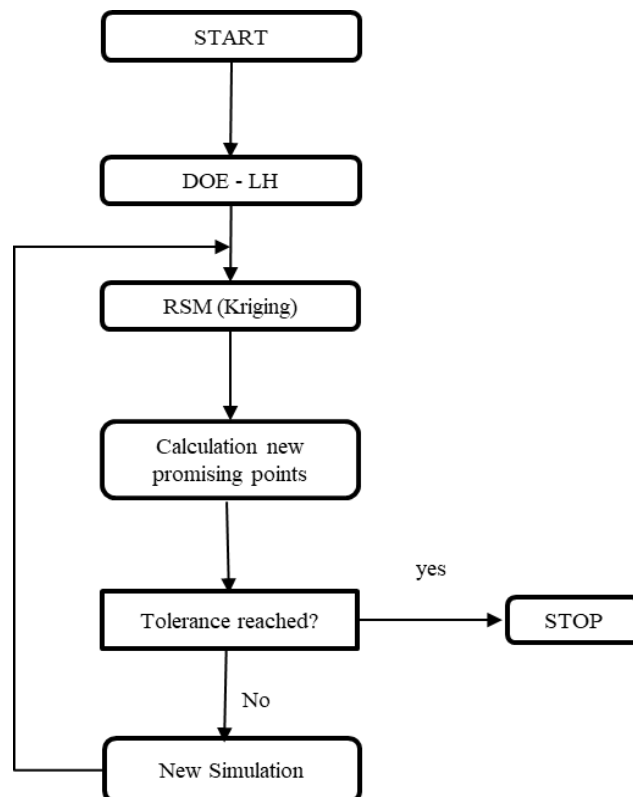 START
DOE - LH
RSM (Kriging)
Calculation new
promising points
yes
Tolerance reached?
STOP
No
New Simulation